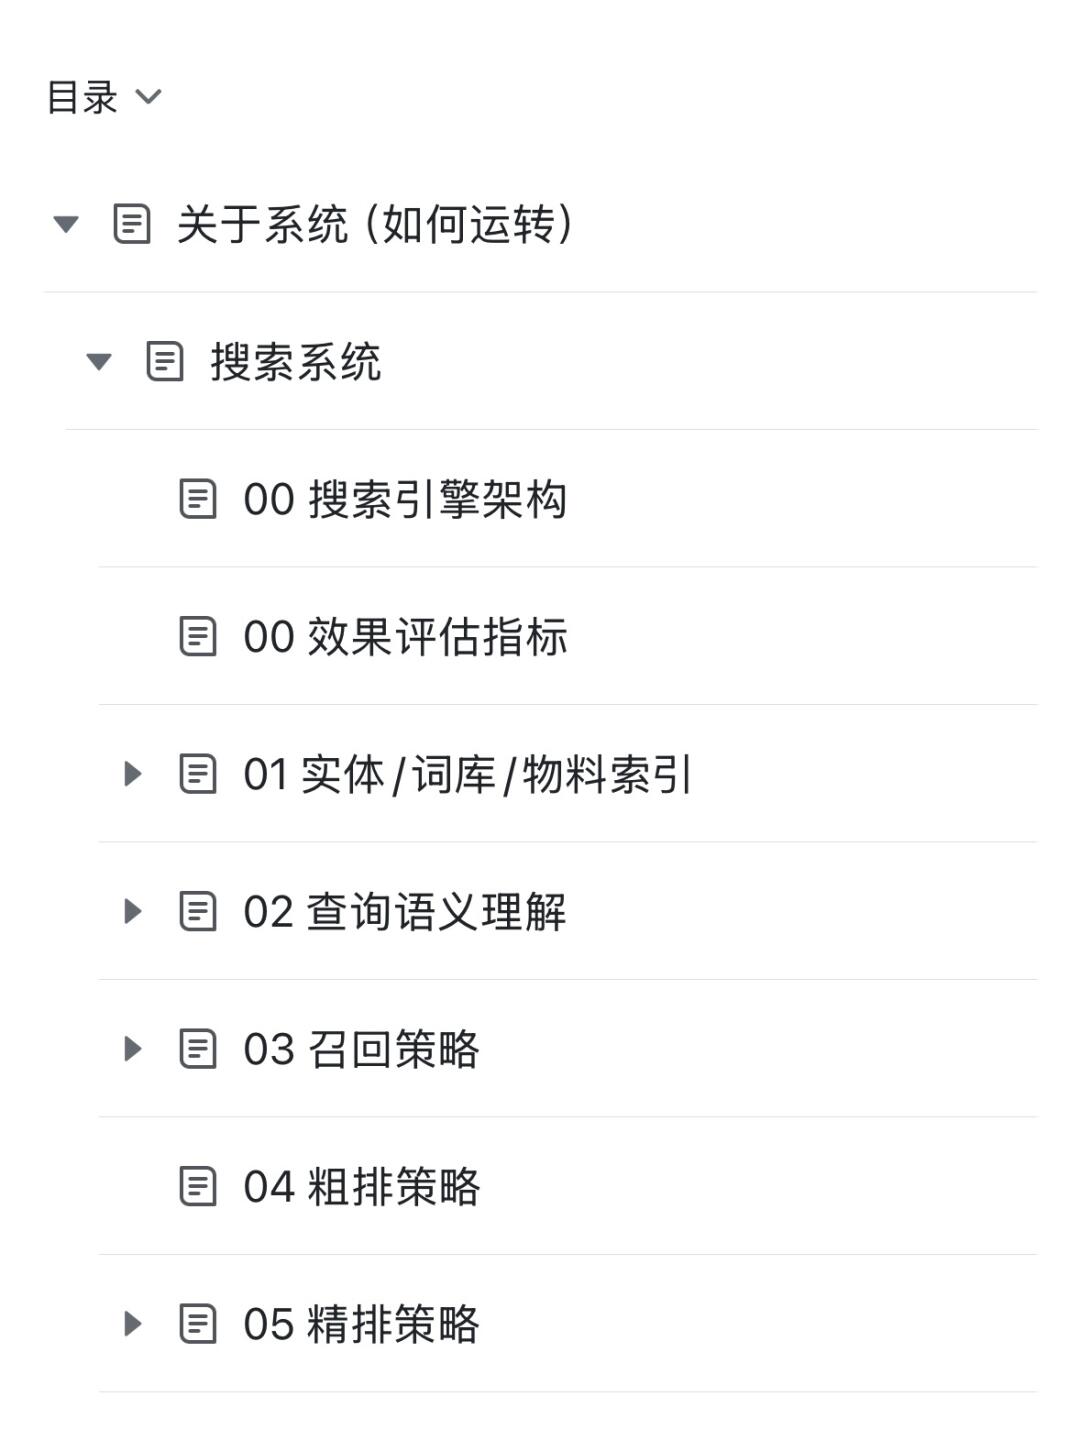 目录
关于系统（如何运转）
搜索系统
00 搜索引擎架构
00 效果评估指标
01 实体/词库/物料索引
02 查询语义理解
03 召回策略
04 粗排策略
05 精排策略